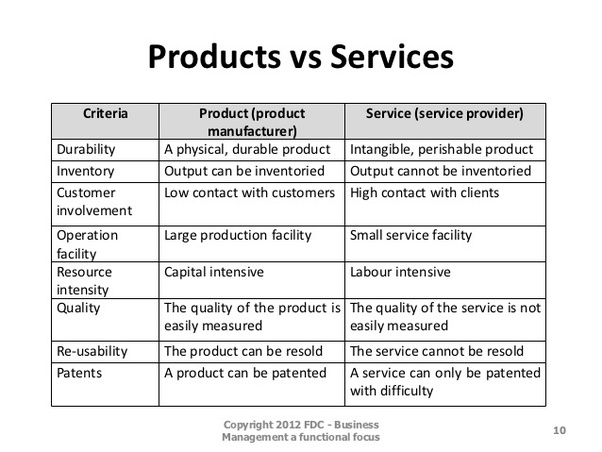 Products vs Services
Criteria Product (product Service (service provider)
manufacturer)
Durability A physical, durable product Intangible, perishable product
Inventory Output can be inventoried Output cannot be inventoried
Customer Low contact with customers High contact with clients
involvement
Operation Large production facility Small service facility
facility
Resource Capital intensive Labour intensive
intensity
Quality The quality of the product is The quality of the service is not
easily measured easily measured
Re-usability The product can be resold The service cannot be resold
Patents A product can be patented A service can only be patented
with difficulty
Copyright 2012 FDC - Business
Management a functional focus
10